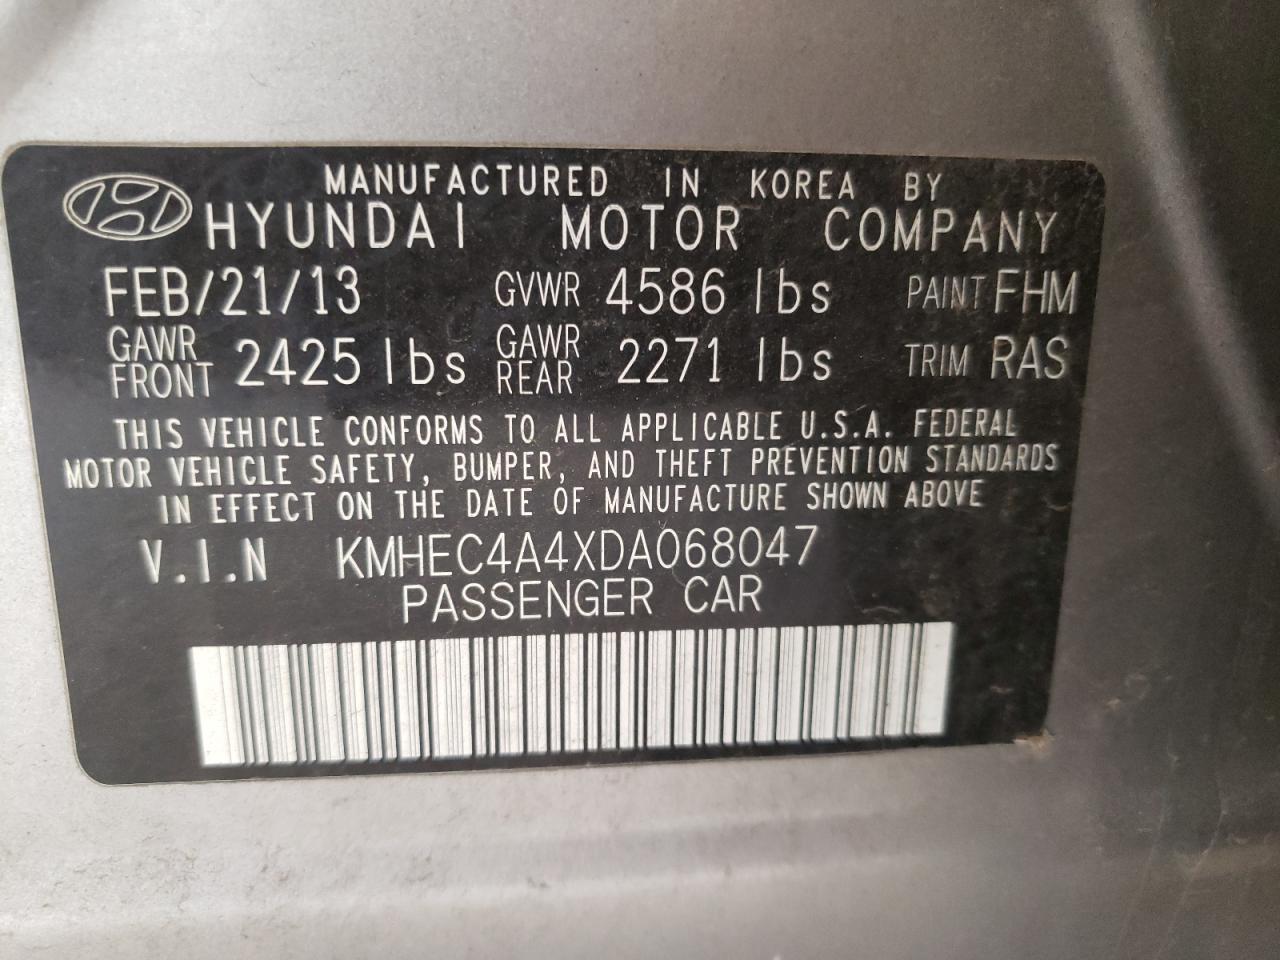 MANUFACTURED IN KOREA BY
HYUNDAI MOTOR COMPANY
FEB/21/13 GVWR 4586 lbs PAINT FHM
GAWR FRONT 2425 lbs GAWR REAR 2271 lbs TRIM RAS
THIS VEHICLE CONFORMS TO ALL APPLICABLE U.S.A. FEDERAL
MOTOR VEHICLE SAFETY, BUMPER, AND THEFT PREVENTION STANDARDS
IN EFFECT ON THE DATE OF MANUFACTURE SHOWN ABOVE
V.I.N KMHEC4A4XDA068047
PASSENGER CAR